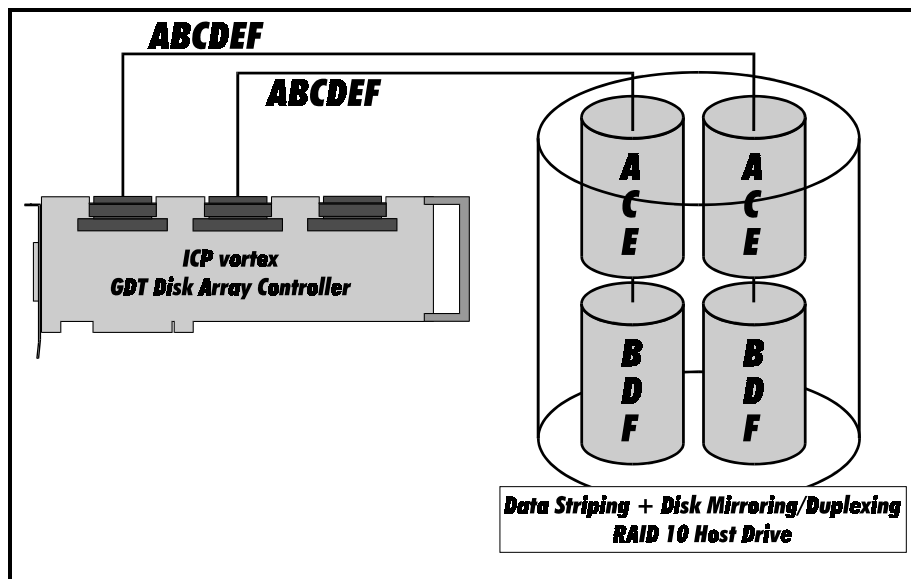 ABCDEF
ABCDEF
ICP vortex
GDT Disk Array Controller
A
C
E
A
C
E
B
D
F
B
D
F
Data Striping + Disk Mirroring/Duplexing
RAID 10 Host Drive